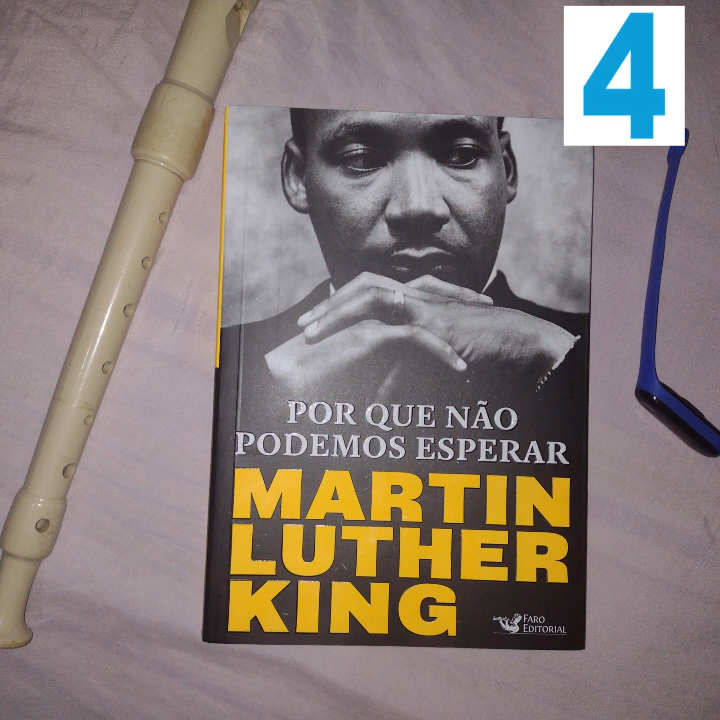 4
POR QUE NÃO
PODEMOS ESPERAR
MARTIN
LUTHER
KING
FARO
EDITORIAL